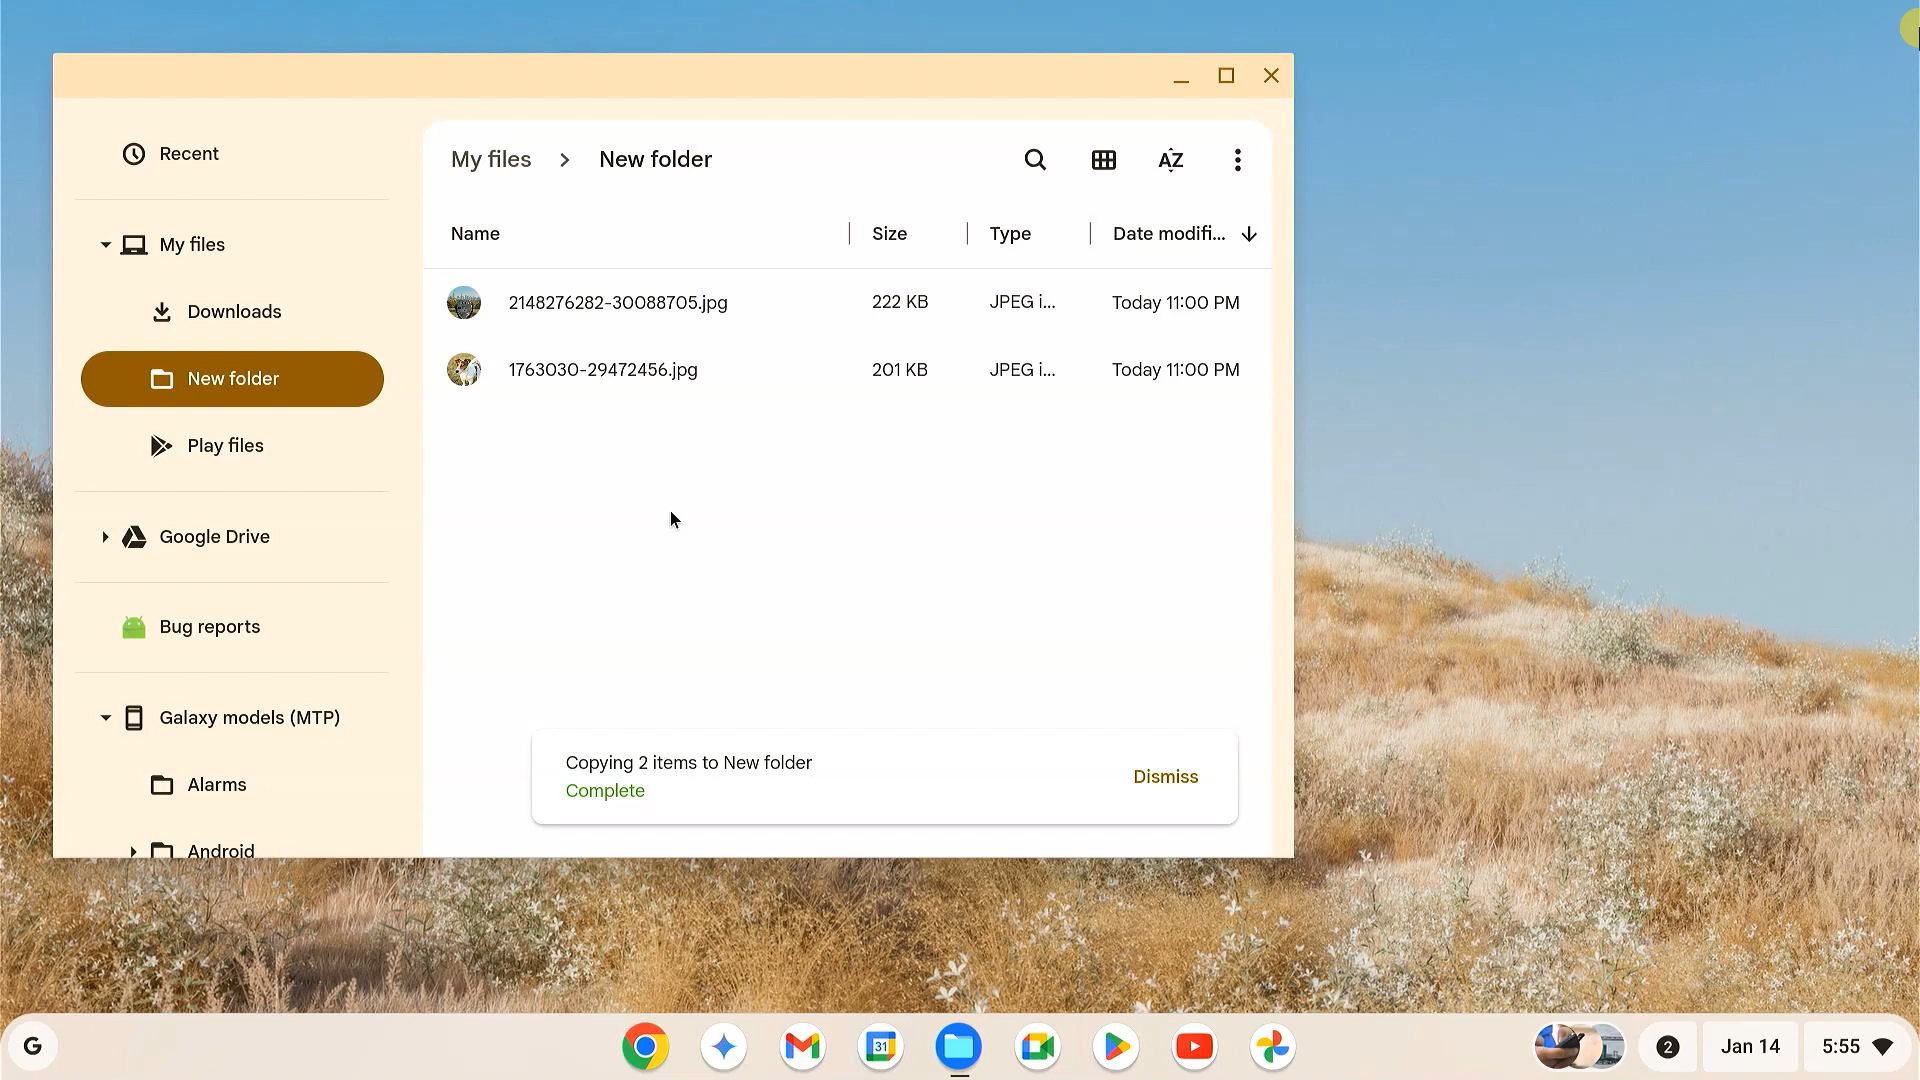 Recent
My files
Downloads
New folder
Play files
Google Drive
Bug reports
Galaxy models (MTP)
Alarms
Android
My files > New folder
AZ
Name Size Type Date modifi...
2148276282-30088705.jpg 222 KB JPEG i... Today 11:00 PM
1763030-29472456.jpg 201 KB JPEG i... Today 11:00 PM
Copying 2 items to New folder
Complete
Dismiss
G
31
2
Jan 14
5:55